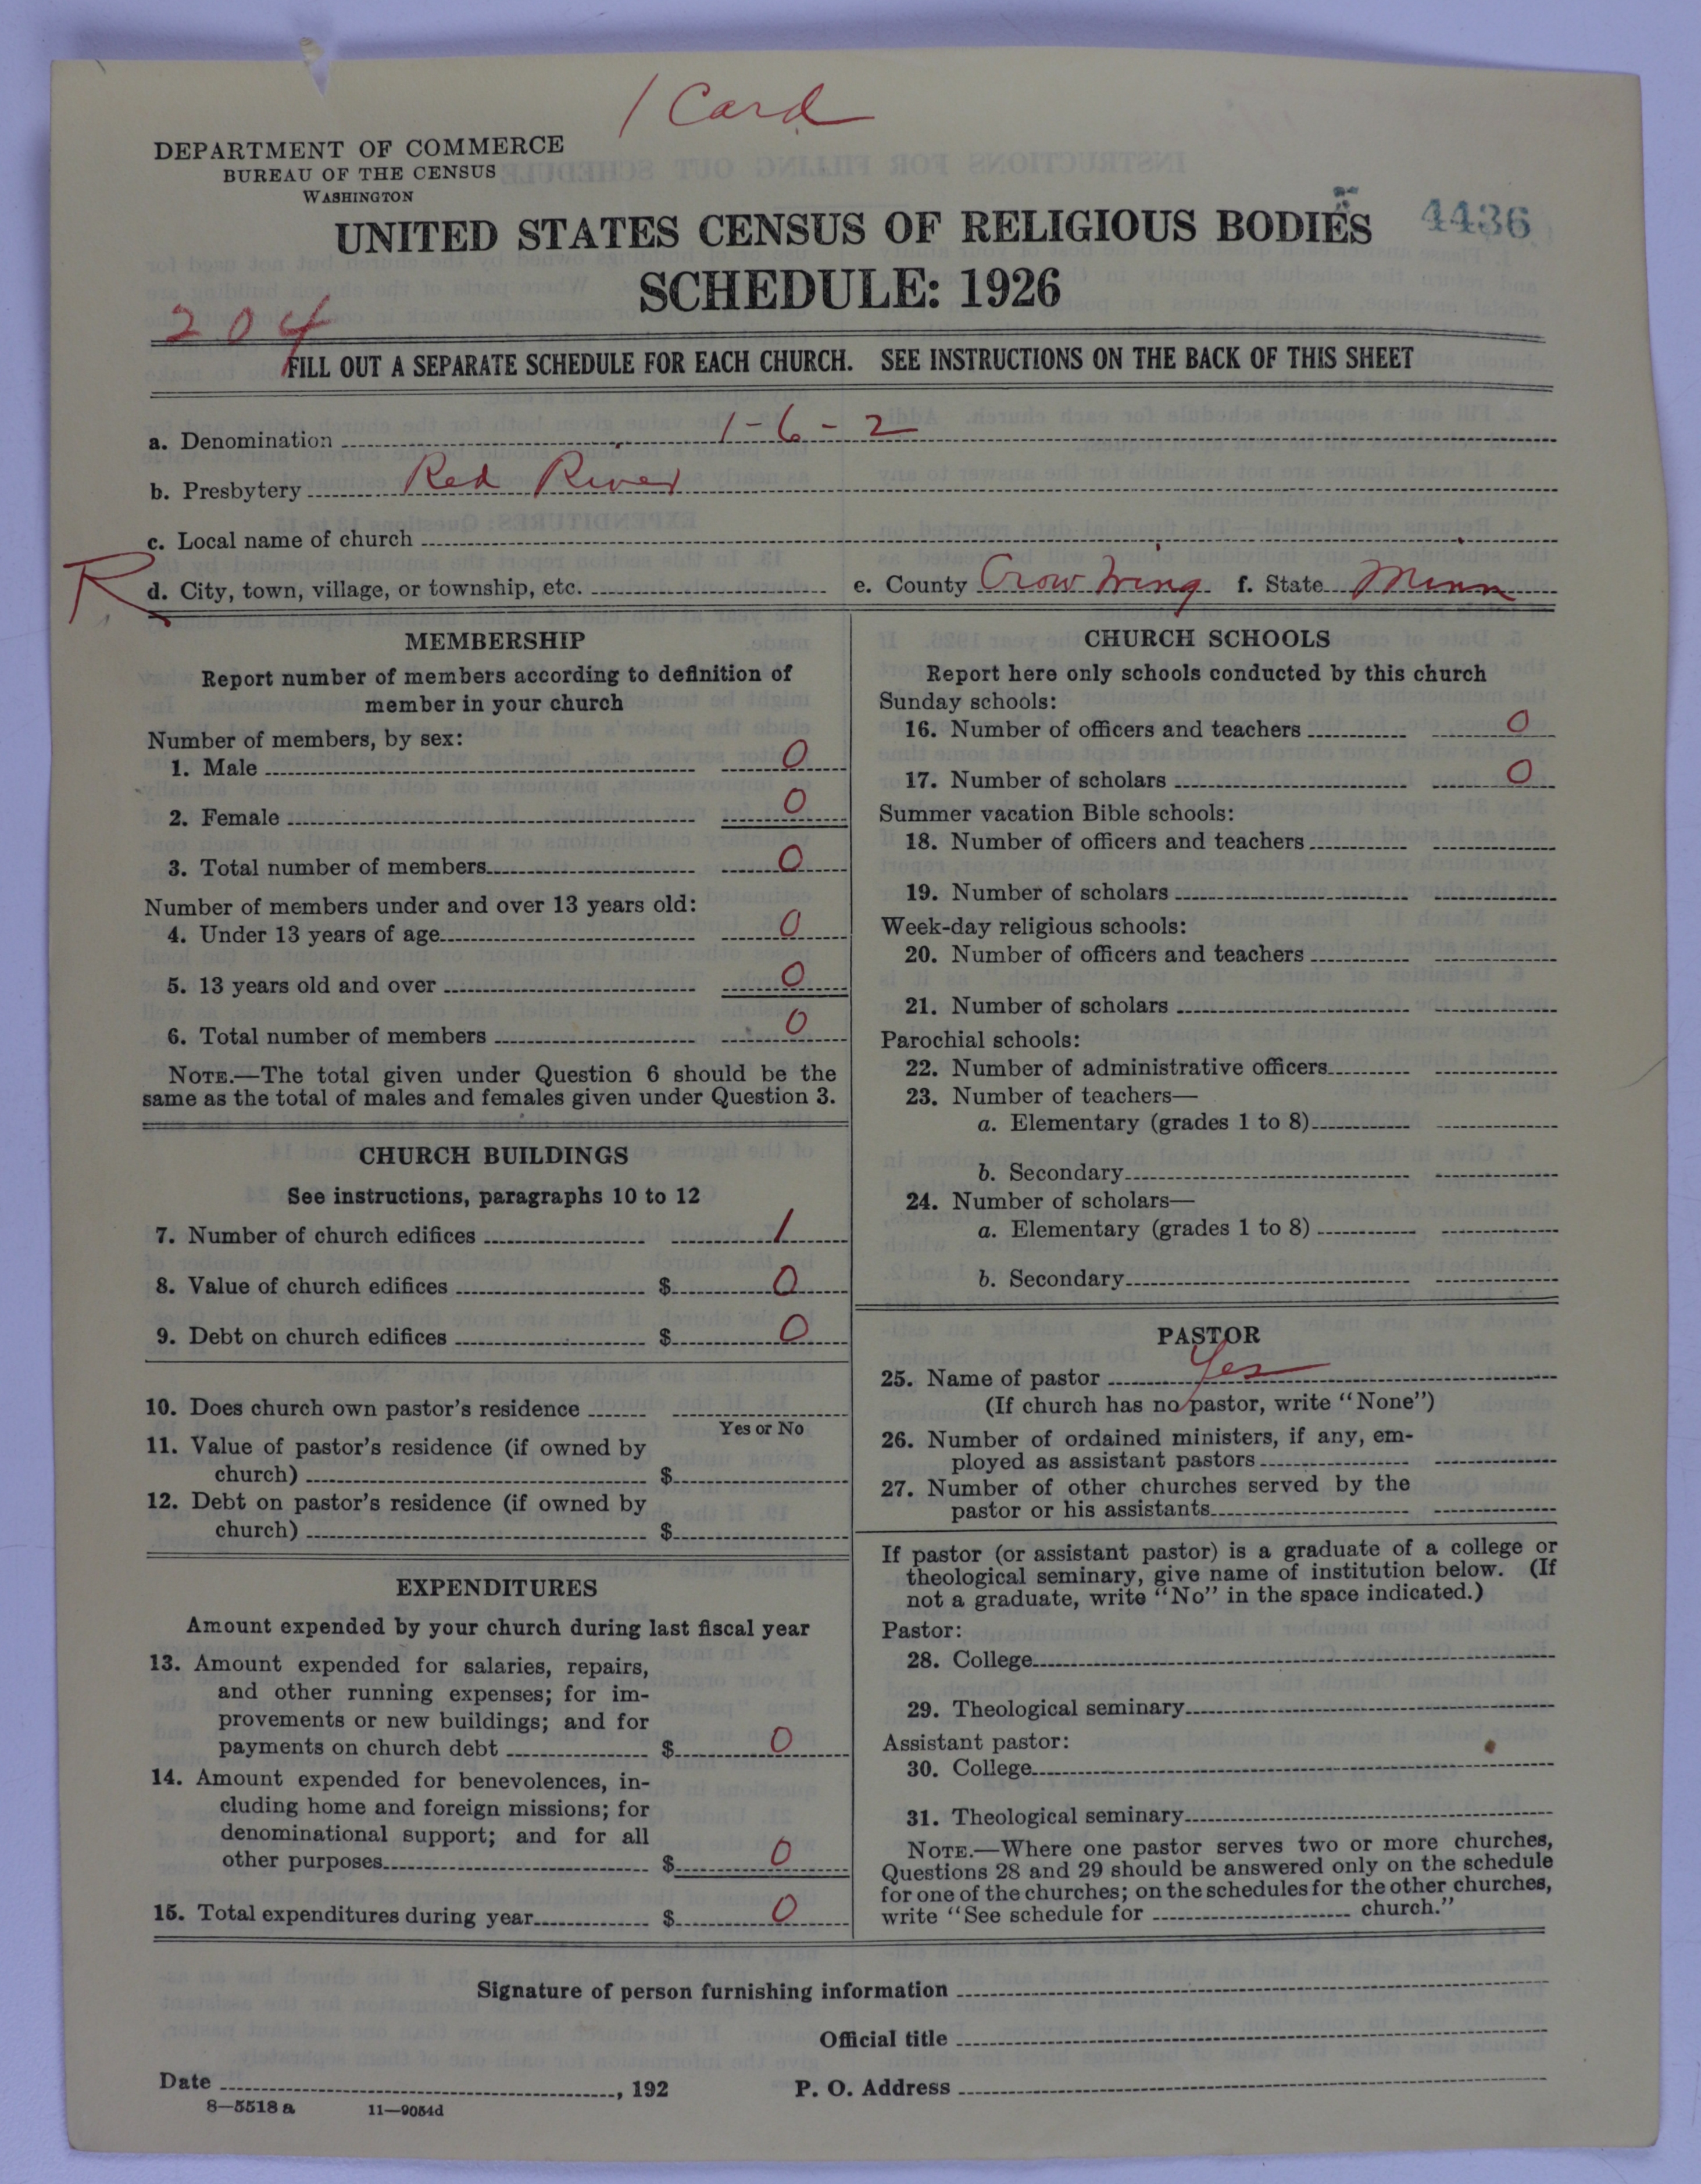 1 Card
DEPARTMENT OF COMMERCE
BUREAU OF THE CENSUS
WASHINGTON
UNITED STATES CENSUS OF RELIGIOUS BODIES 4436
SCHEDULE: 1926
204
FILL OUT A SEPARATE SCHEDULE FOR EACH CHURCH. SEE INSTRUCTIONS ON THE BACK OF THIS SHEET
a. Denomination 1-6-2
b. Presbytery Red River
c. Local name of church
R
d. City, town, village, or township, etc. e. County Crow Wing f. State Minn
MEMBERSHIP
Report number of members according to definition of
member in your church
Number of members, by sex:
1. Male 0
2. Female 0
3. Total number of members 0
Number of members under and over 13 years old:
4. Under 13 years of age 0
5. 13 years old and over 0
6. Total number of members 0
NOTE.—The total given under Question 6 should be the
same as the total of males and females given under Question 3.
CHURCH BUILDINGS
See instructions, paragraphs 10 to 12
7. Number of church edifices 1
8. Value of church edifices $ 0
9. Debt on church edifices $ 0
10. Does church own pastor's residence
Yes or No
11. Value of pastor's residence (if owned by
church) $
12. Debt on pastor's residence (if owned by
church) $
EXPENDITURES
Amount expended by your church during last fiscal year
13. Amount expended for salaries, repairs,
and other running expenses; for im-
provements or new buildings; and for
payments on church debt $ 0
14. Amount expended for benevolences, in-
cluding home and foreign missions; for
denominational support; and for all
other purposes $ 0
15. Total expenditures during year $ 0
CHURCH SCHOOLS
Report here only schools conducted by this church
Sunday schools:
16. Number of officers and teachers 0
17. Number of scholars 0
Summer vacation Bible schools:
18. Number of officers and teachers
19. Number of scholars
Week-day religious schools:
20. Number of officers and teachers
21. Number of scholars
Parochial schools:
22. Number of administrative officers
23. Number of teachers—
a. Elementary (grades 1 to 8)
b. Secondary
24. Number of scholars—
a. Elementary (grades 1 to 8)
b. Secondary
PASTOR
25. Name of pastor Yes
(If church has no pastor, write "None")
26. Number of ordained ministers, if any, em-
ployed as assistant pastors
27. Number of other churches served by the
pastor or his assistants
If pastor (or assistant pastor) is a graduate of a college or
theological seminary, give name of institution below. (If
not a graduate, write "No" in the space indicated.)
Pastor:
28. College
29. Theological seminary
Assistant pastor:
30. College
31. Theological seminary
NOTE.—Where one pastor serves two or more churches,
Questions 28 and 29 should be answered only on the schedule
for one of the churches; on the schedules for the other churches,
write "See schedule for church."
Signature of person furnishing information
Official title
Date , 192 P. O. Address
8—5518 a 11—9054d